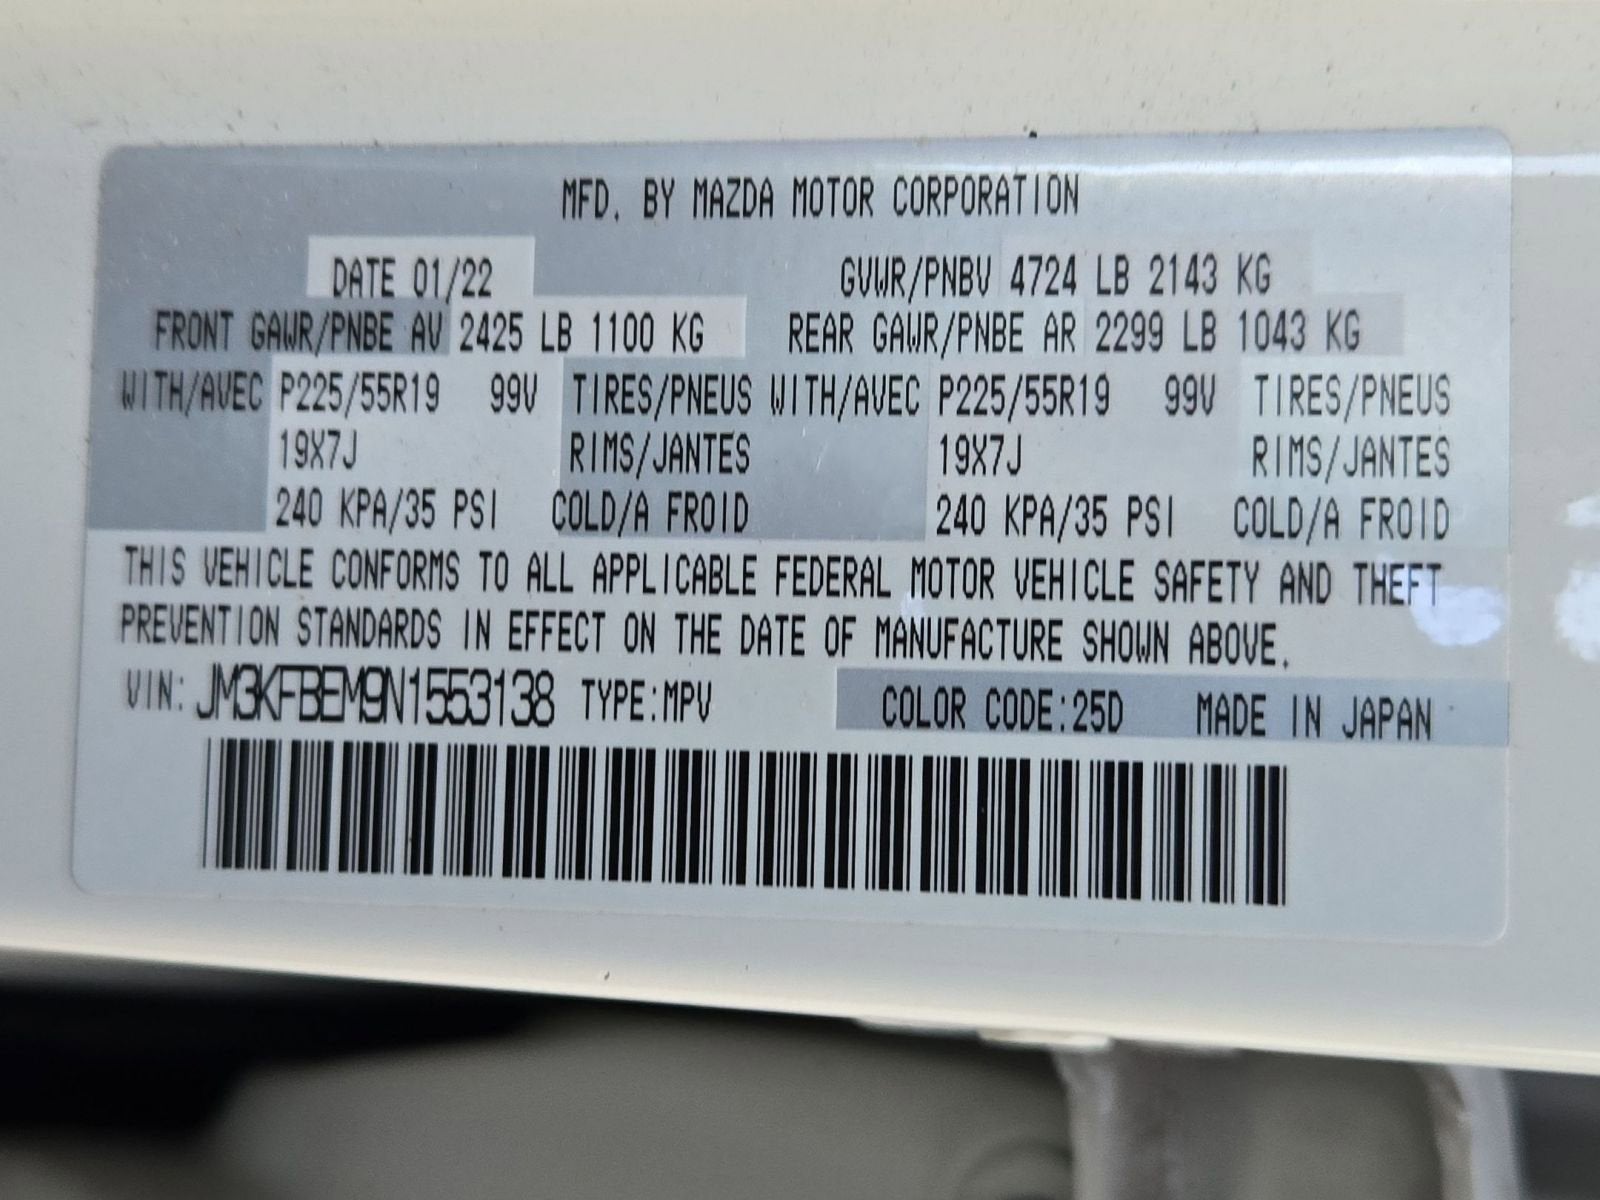 MFD. BY MAZDA MOTOR CORPORATION
DATE 01/22 GVWR/PNBV 4724 LB 2143 KG
FRONT GAWR/PNBE AV 2425 LB 1100 KG REAR GAWR/PNBE AR 2299 LB 1043 KG
WITH/AVEC P225/55R19 99V TIRES/PNEUS WITH/AVEC P225/55R19 99V TIRES/PNEUS
19X7J RIMS/JANTES 19X7J RIMS/JANTES
240 KPA/35 PSI COLD/A FROID 240 KPA/35 PSI COLD/A FROID
THIS VEHICLE CONFORMS TO ALL APPLICABLE FEDERAL MOTOR VEHICLE SAFETY AND THEFT
PREVENTION STANDARDS IN EFFECT ON THE DATE OF MANUFACTURE SHOWN ABOVE.
VIN: JM3KFBEM9N1553138 TYPE:MPV COLOR CODE:25D MADE IN JAPAN